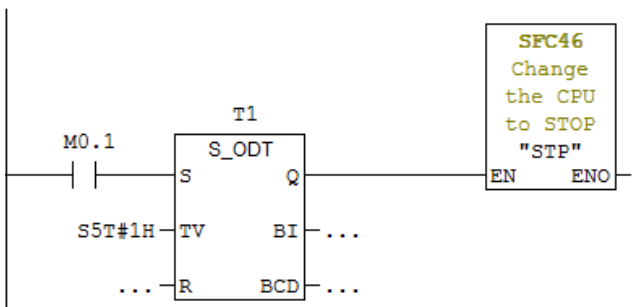 SFC46
Change
the CPU
to STOP
"STP"
EN ENO
T1
M0.1
S_ODT
S Q
S5T#1H TV BI ...
... R BCD ...